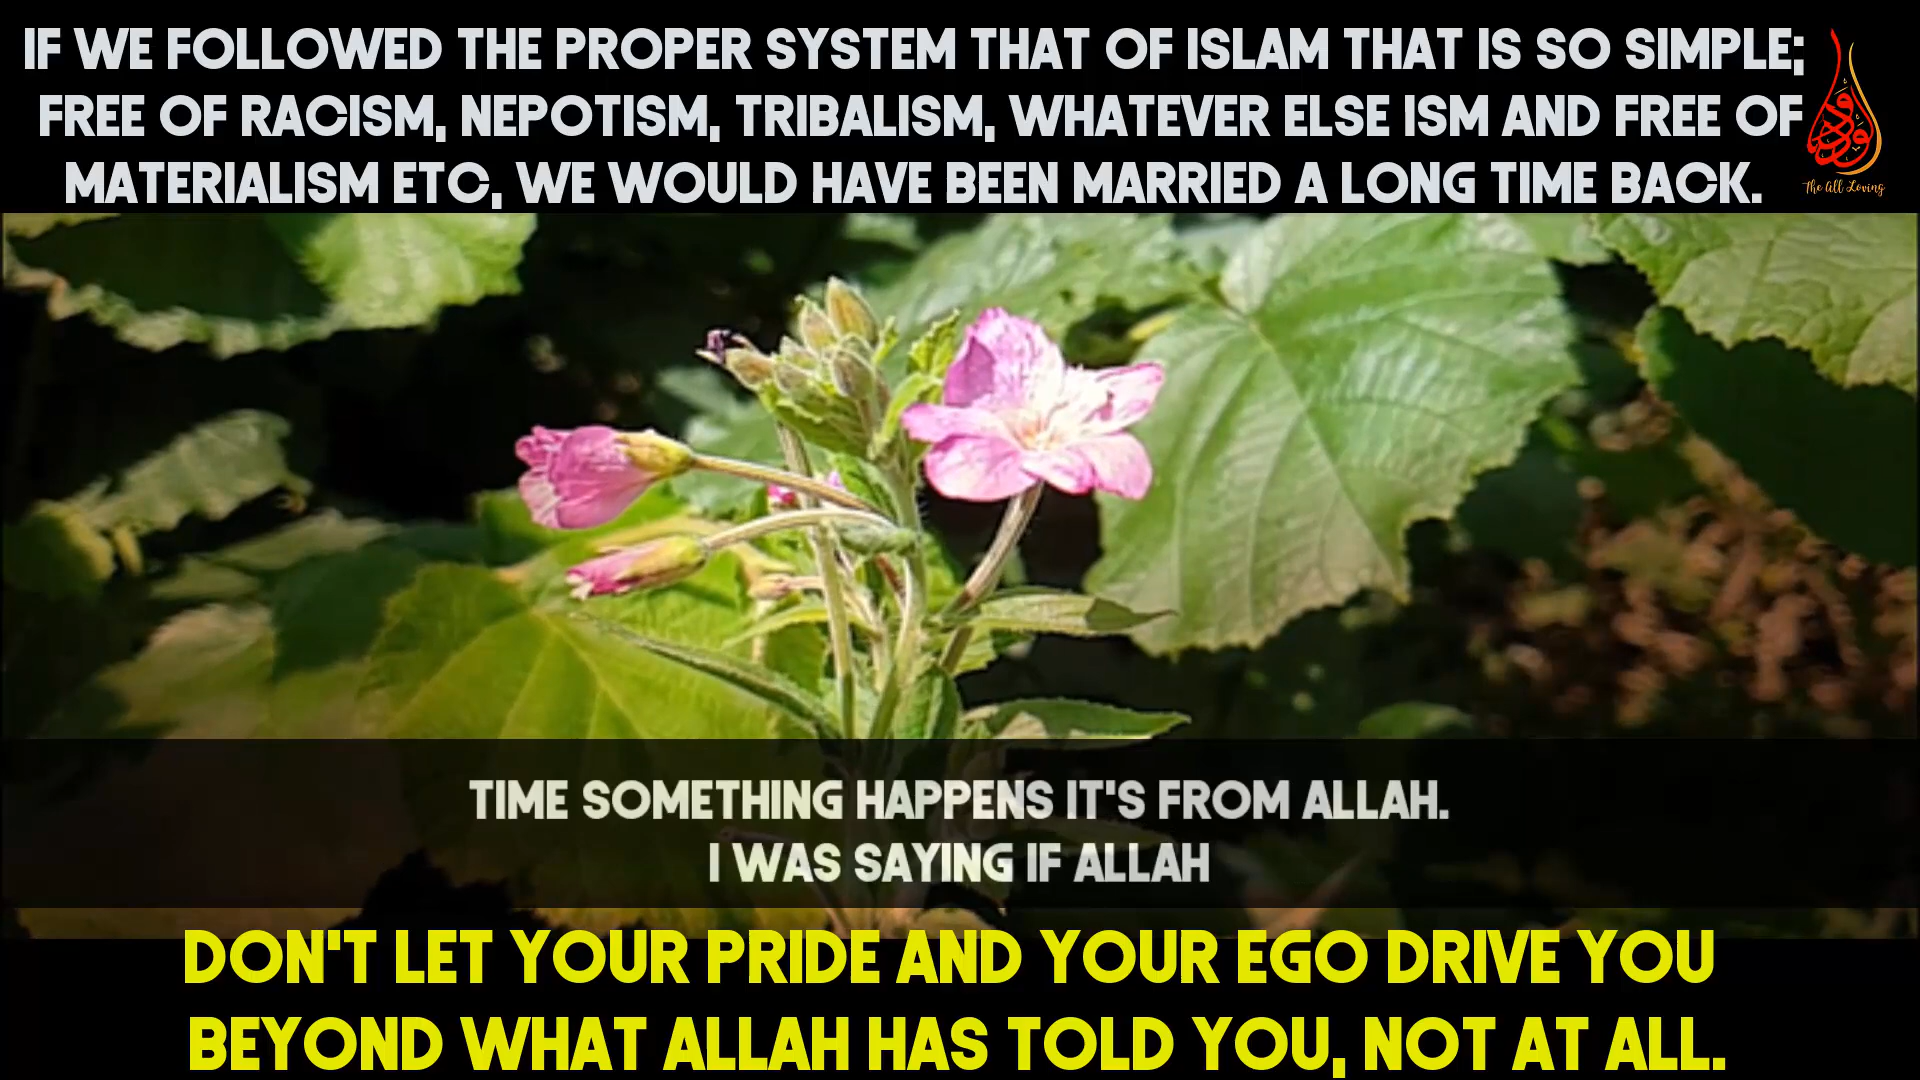 IF WE FOLLOWED THE PROPER SYSTEM THAT OF ISLAM THAT IS SO SIMPLE;
FREE OF RACISM, NEPOTISM, TRIBALISM, WHATEVER ELSE ISM AND FREE OF
MATERIALISM ETC, WE WOULD HAVE BEEN MARRIED A LONG TIME BACK.
The All Loving
TIME SOMETHING HAPPENS IT'S FROM ALLAH.
I WAS SAYING IF ALLAH
DON'T LET YOUR PRIDE AND YOUR EGO DRIVE YOU
BEYOND WHAT ALLAH HAS TOLD YOU, NOT AT ALL.